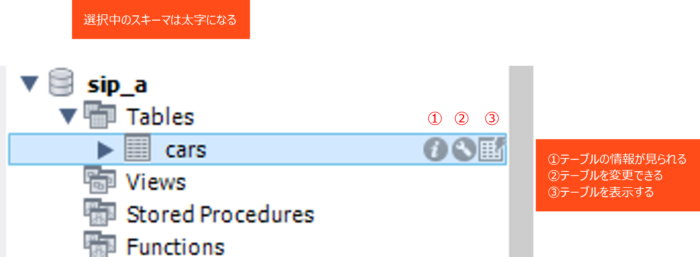 選択中のスキーマは太字になる
sip_a
Tables
① ② ③
cars
Views
Stored Procedures
Functions
①テーブルの情報が見られる
②テーブルを変更できる
③テーブルを表示する